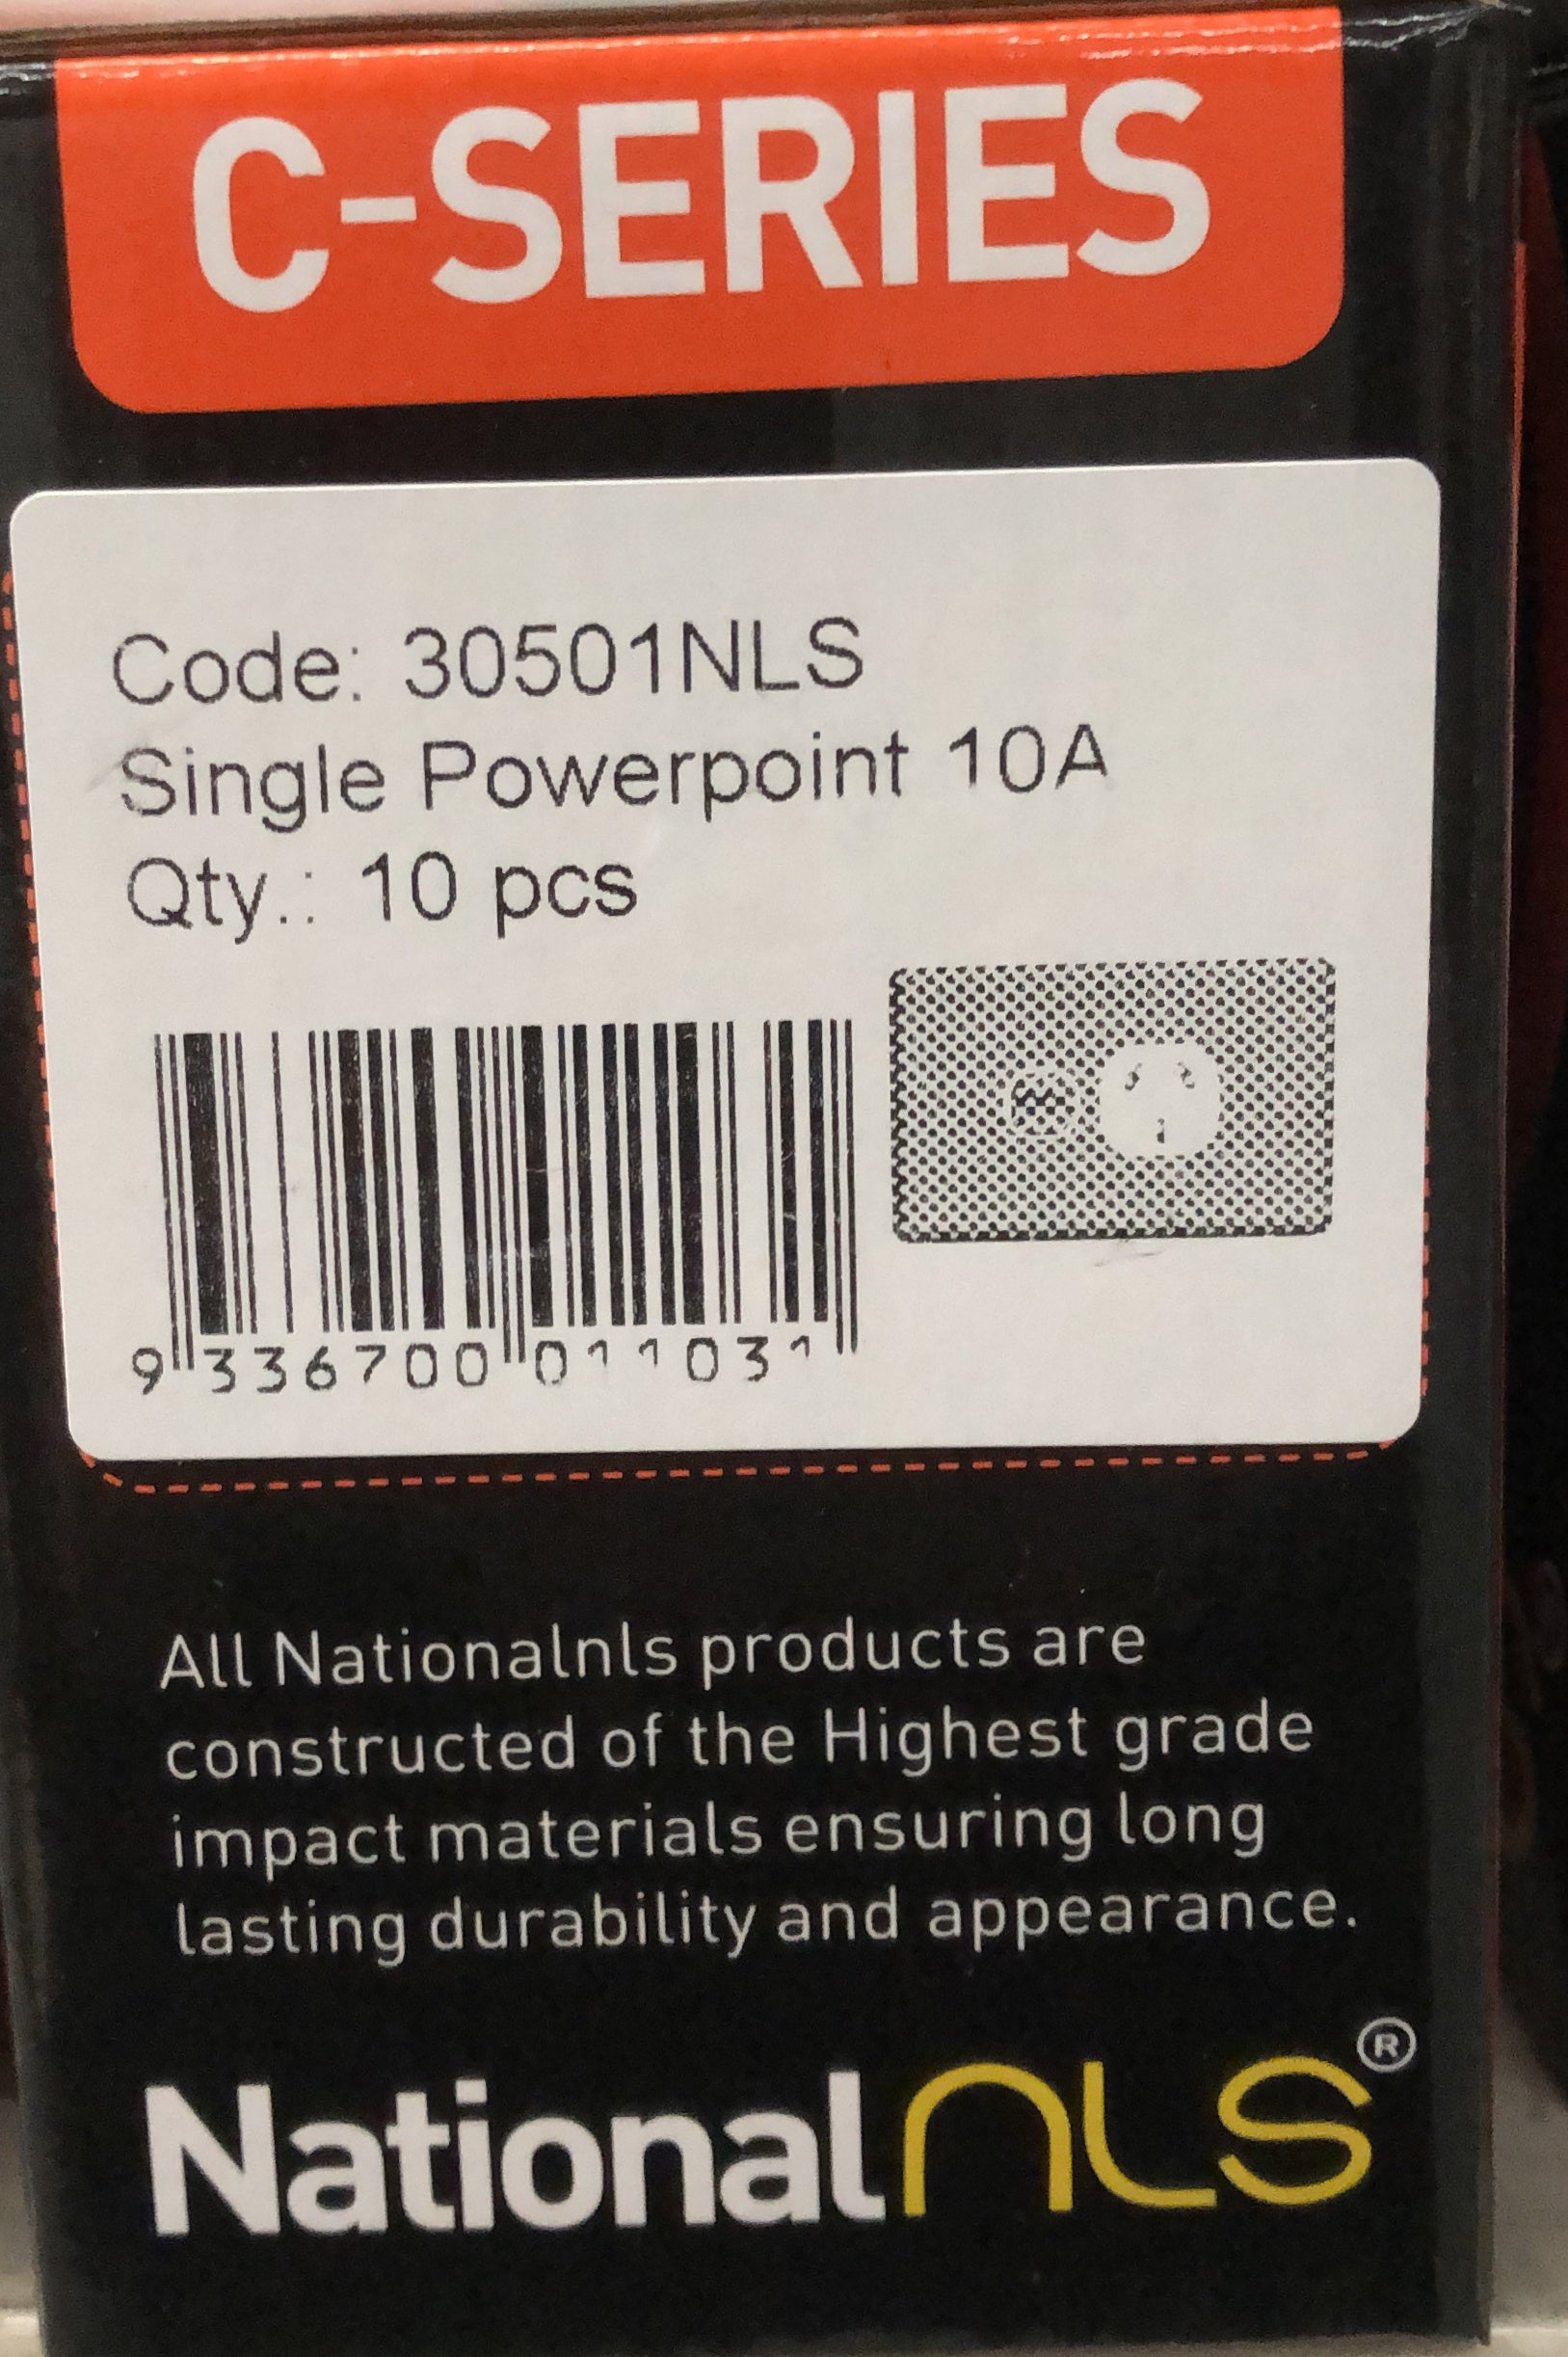 C-SERIES
Code: 30501NLS
Single Powerpoint 10A
Qty.: 10 pcs
9 336700 011031
All Nationalnls products are
constructed of the Highest grade
impact materials ensuring long
lasting durability and appearance.
Nationalnls®